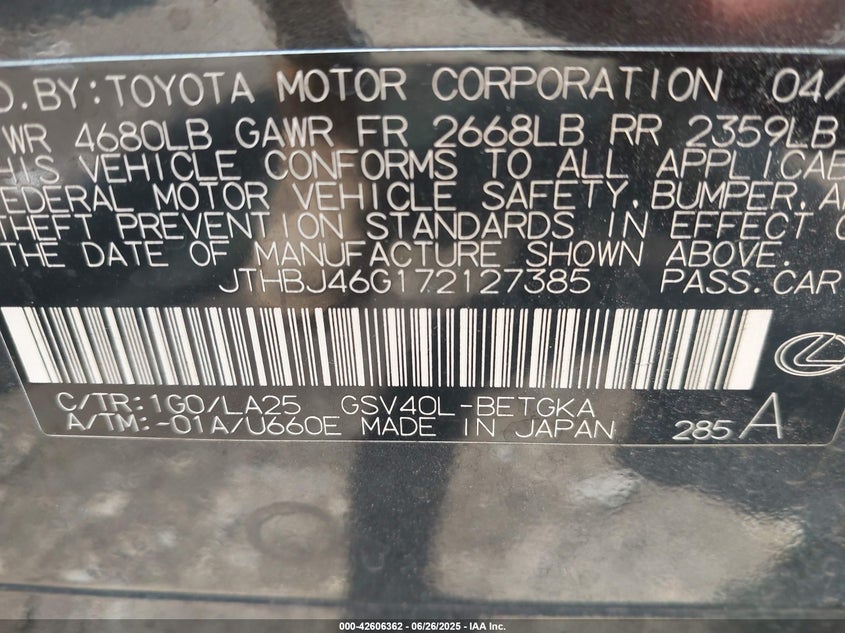 D.BY:TOYOTA MOTOR CORPORATION 04/
WR 4680LB GAWR FR 2668LB RR 2359LB
HIS VEHICLE CONFORMS TO ALL APPLICABL
EDERAL MOTOR VEHICLE SAFETY,BUMPER,AN
THEFT PREVENTION STANDARDS IN EFFECT O
THE DATE OF MANUFACTURE SHOWN ABOVE.
JTHBJ46G172127385 PASS.CAR
C/TR:1G0/LA25 GSV40L-BETGKA
A/TM:-01A/U660E MADE IN JAPAN 285 A
000-42606362 | 06/26/2025 - IAA Inc.